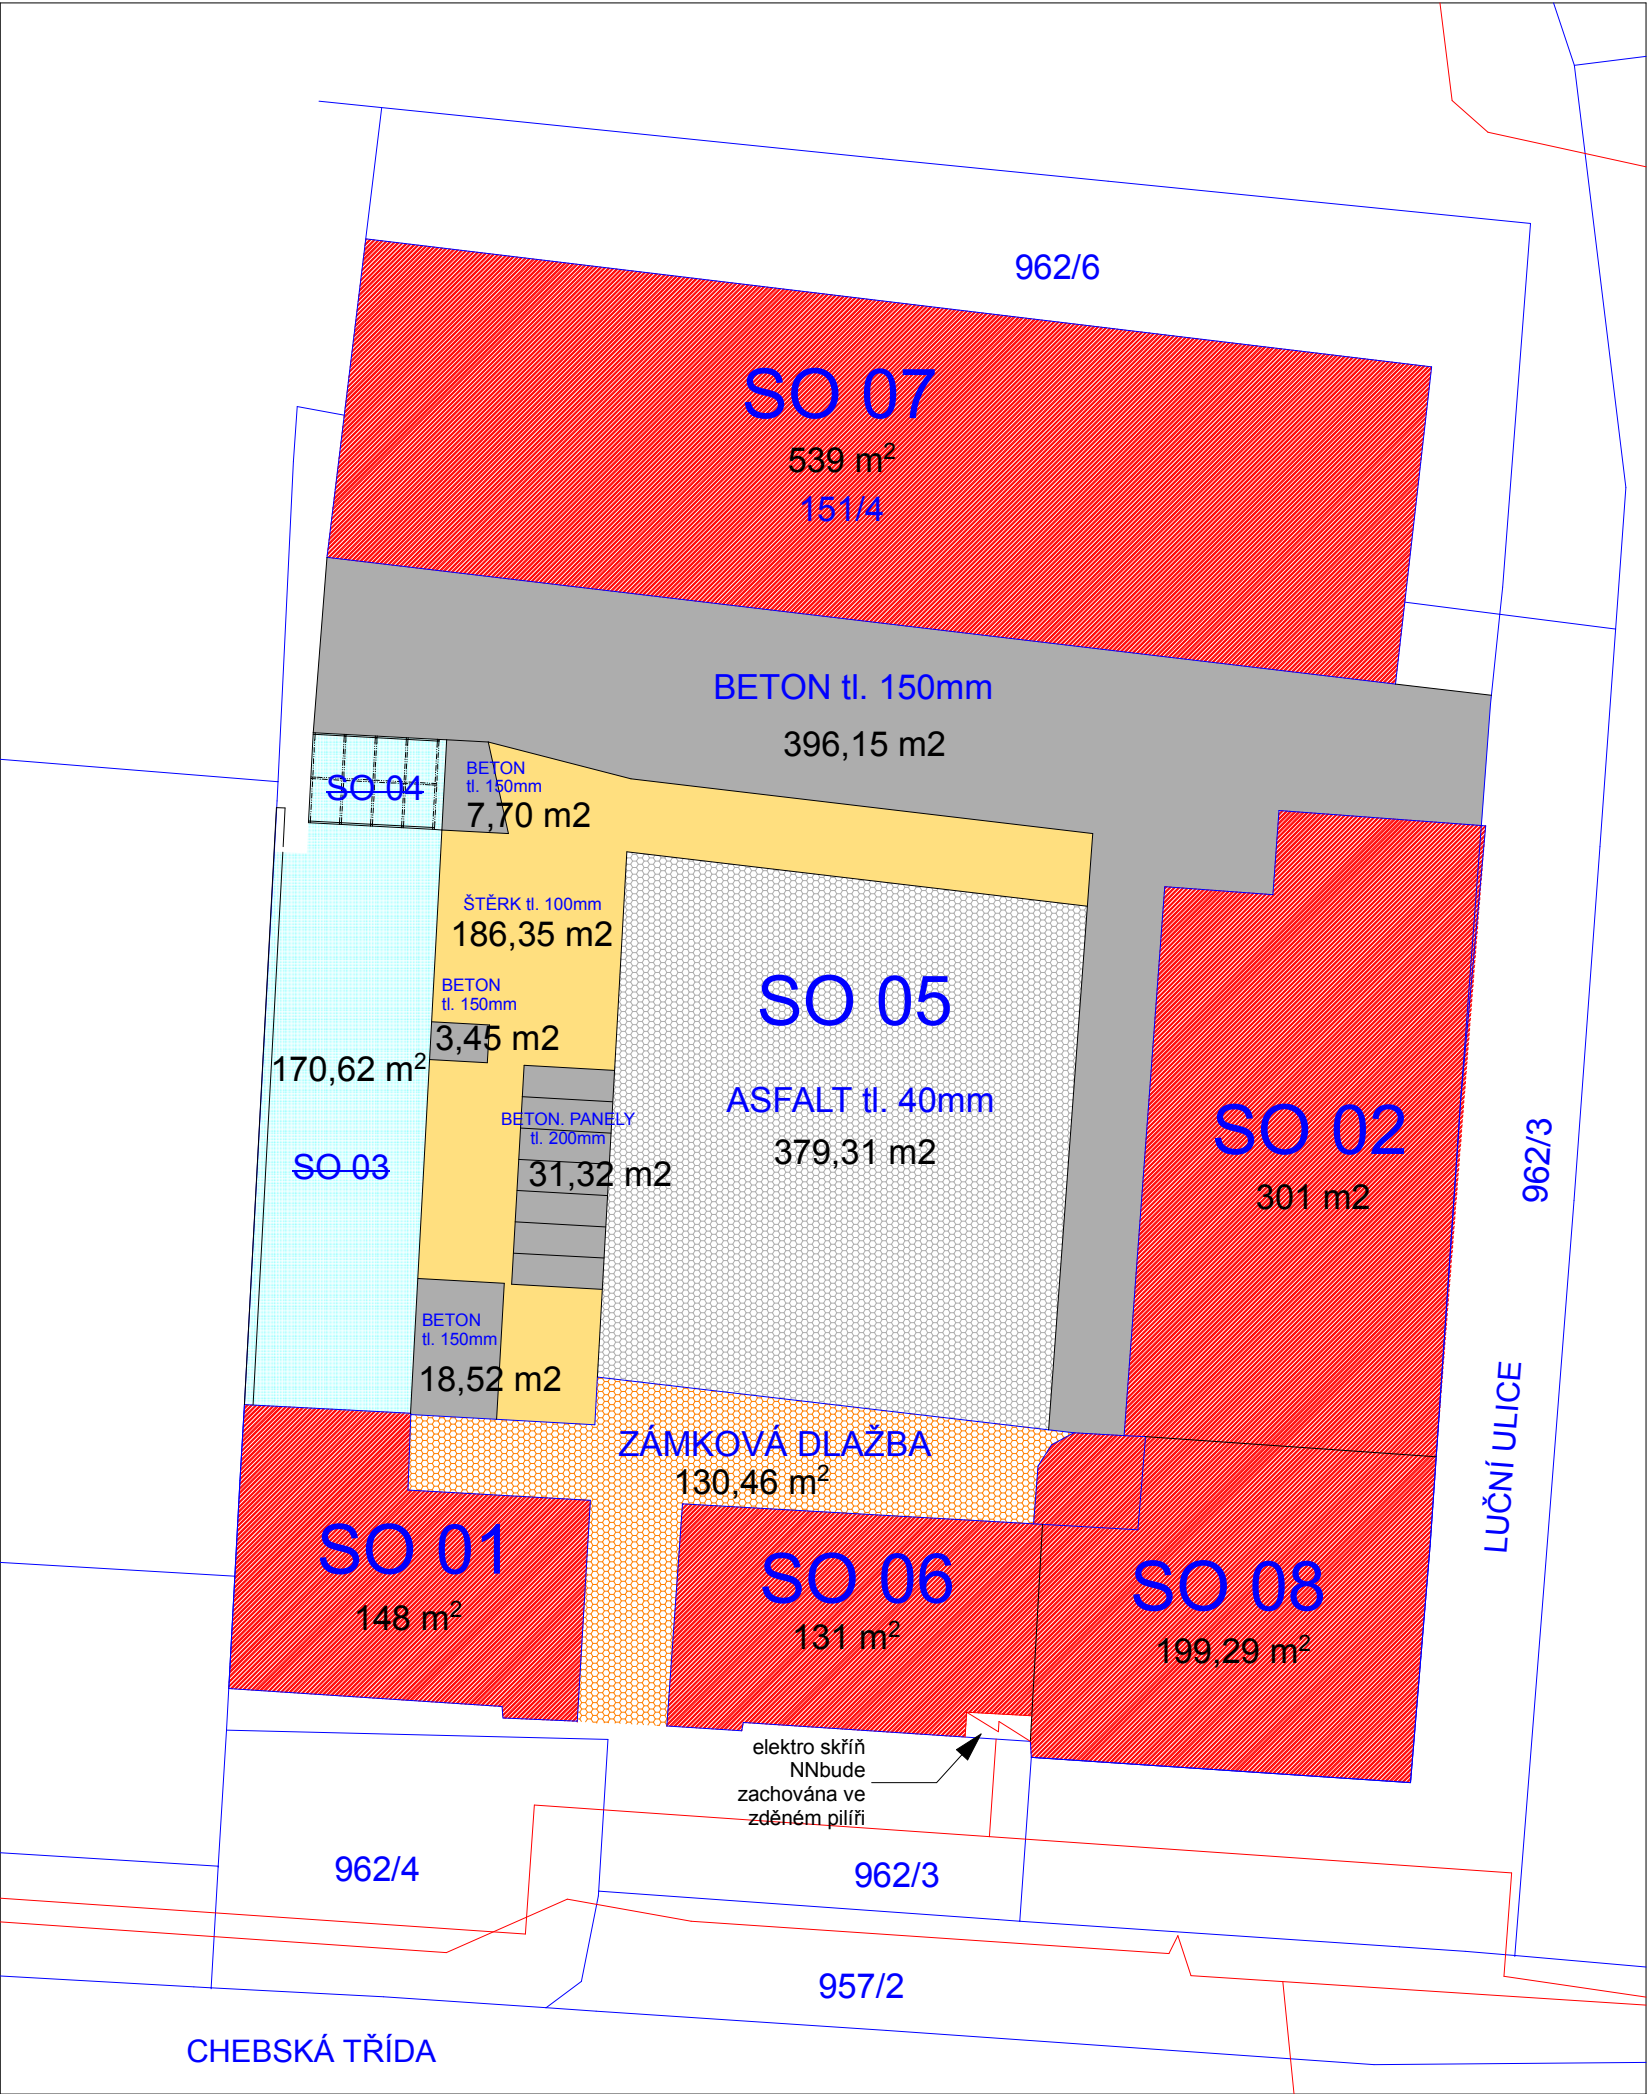 962/6
SO 07
539 m²
151/4
BETON tl. 150mm
396,15 m2
SO 04
BETON
tl. 150mm
7,70 m2
ŠTĚRK tl. 100mm
186,35 m2
BETON
tl. 150mm
3,45 m2
170,62 m²
SO 03
BETON. PANELY
tl. 200mm
31,32 m2
SO 05
ASFALT tl. 40mm
379,31 m2
SO 02
301 m2
962/3
BETON
tl. 150mm
18,52 m2
LUČNÍ ULICE
ZÁMKOVÁ DLAŽBA
130,46 m²
SO 01
148 m²
SO 06
131 m²
SO 08
199,29 m²
elektro skříň
NNbude
zachována ve
zděném pilíři
962/4
962/3
957/2
CHEBSKÁ TŘÍDA